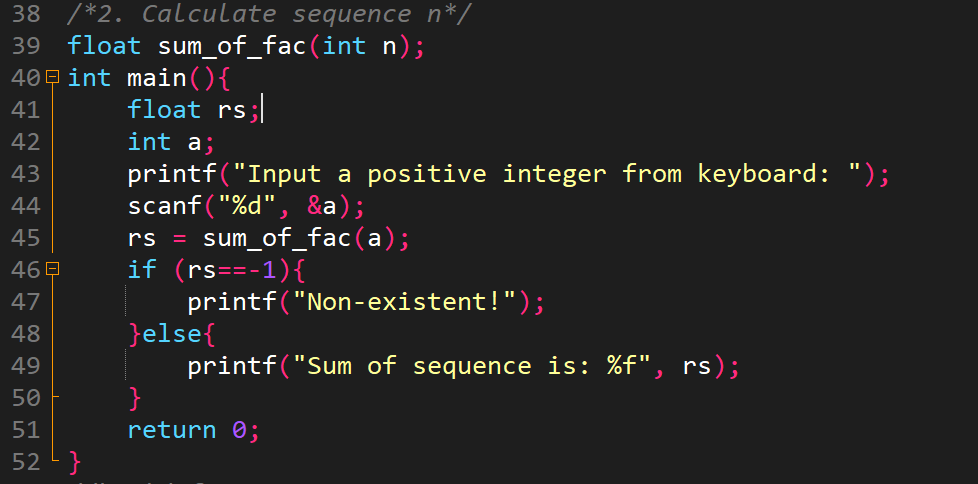 38 /*2. Calculate sequence n*/
39 float sum_of_fac(int n);
40 int main(){
41 float rs;
42 int a;
43 printf("Input a positive integer from keyboard: ");
44 scanf("%d", &a);
45 rs = sum_of_fac(a);
46 if (rs==-1){
47 printf("Non-existent!");
48 }else{
49 printf("Sum of sequence is: %f", rs);
50 }
51 return 0;
52 }